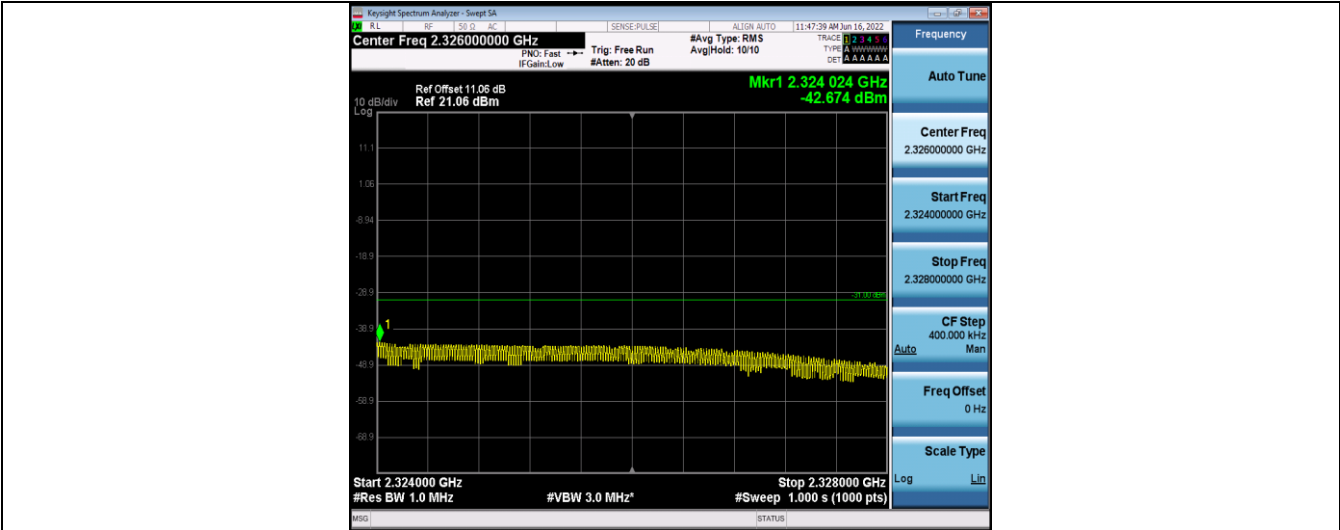 Keysight Spectrum Analyzer - Swept SA
RL RF 50 Ω AC SENSE:PULSE ALIGN AUTO 11:47:39 AM Jun 16, 2022
Center Freq 2.326000000 GHz
PNO: Fast
IFGain:Low
Trig: Free Run
#Atten: 20 dB
#Avg Type: RMS
Avg|Hold: 10/10
TRACE 1 2 3 4 5 6
TYPE A WWWWW
DET A A A A A A
Mkr1 2.324 024 GHz
-42.674 dBm
Ref Offset 11.06 dB
10 dB/div Ref 21.06 dBm
Log
11.1
1.06
-8.94
-18.9
-28.9
-31.00 dBm
-38.9
1
-48.9
-58.9
-68.9
Start 2.324000 GHz Stop 2.328000 GHz
#Res BW 1.0 MHz #VBW 3.0 MHz* #Sweep 1.000 s (1000 pts)
MSG STATUS
Frequency
Auto Tune
Center Freq
2.326000000 GHz
Start Freq
2.324000000 GHz
Stop Freq
2.328000000 GHz
CF Step
400.000 kHz
Auto Man
Freq Offset
0 Hz
Scale Type
Log Lin